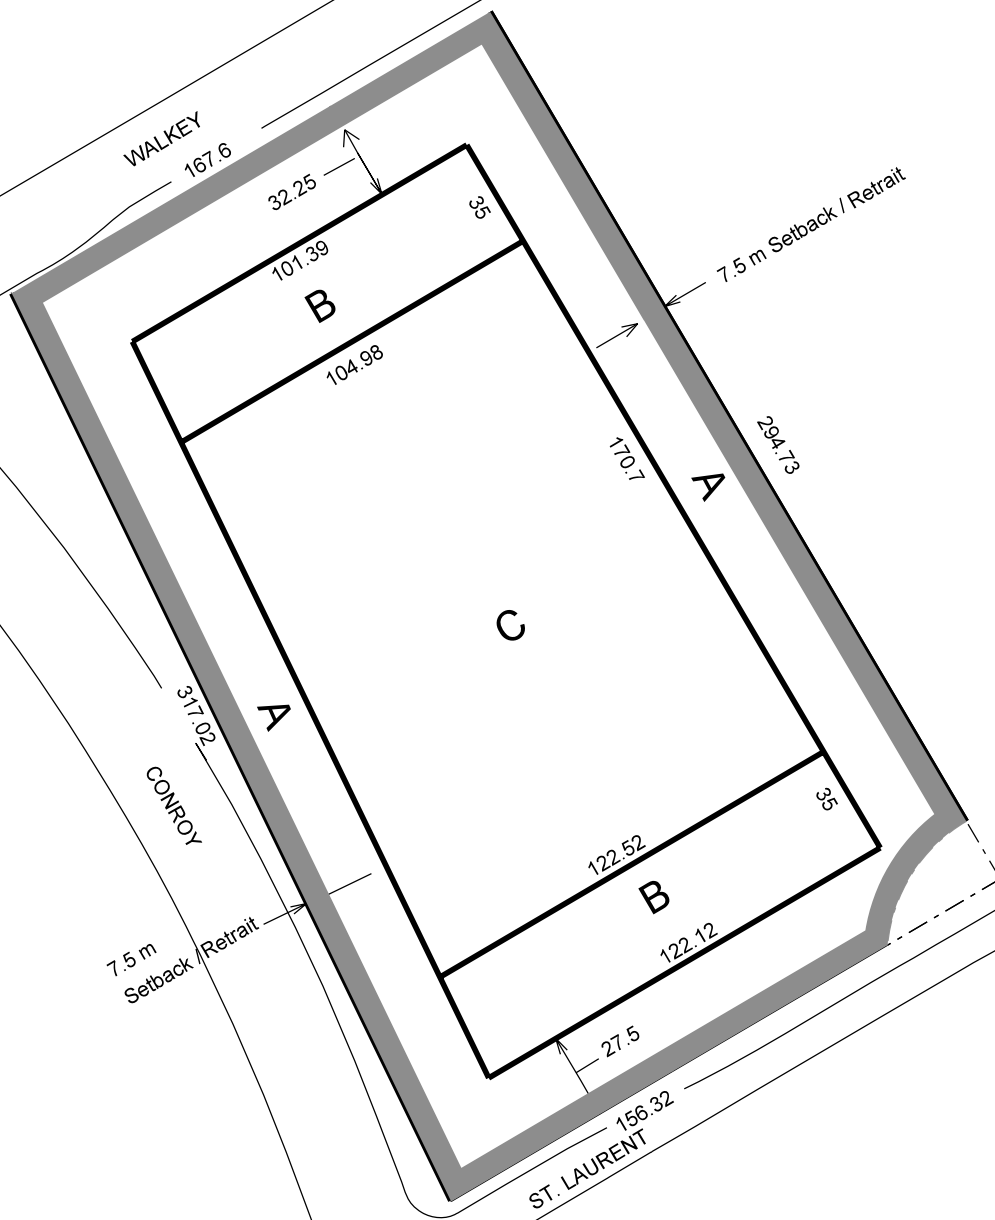 WALKEY
167.6
32.25
35
7.5 m Setback / Retrait
101.39
B
104.98
294.73
170.7
A
C
A
317.02
CONROY
35
122.52
B
122.12
7.5 m
Setback / Retrait
27.5
156.32
ST. LAURENT